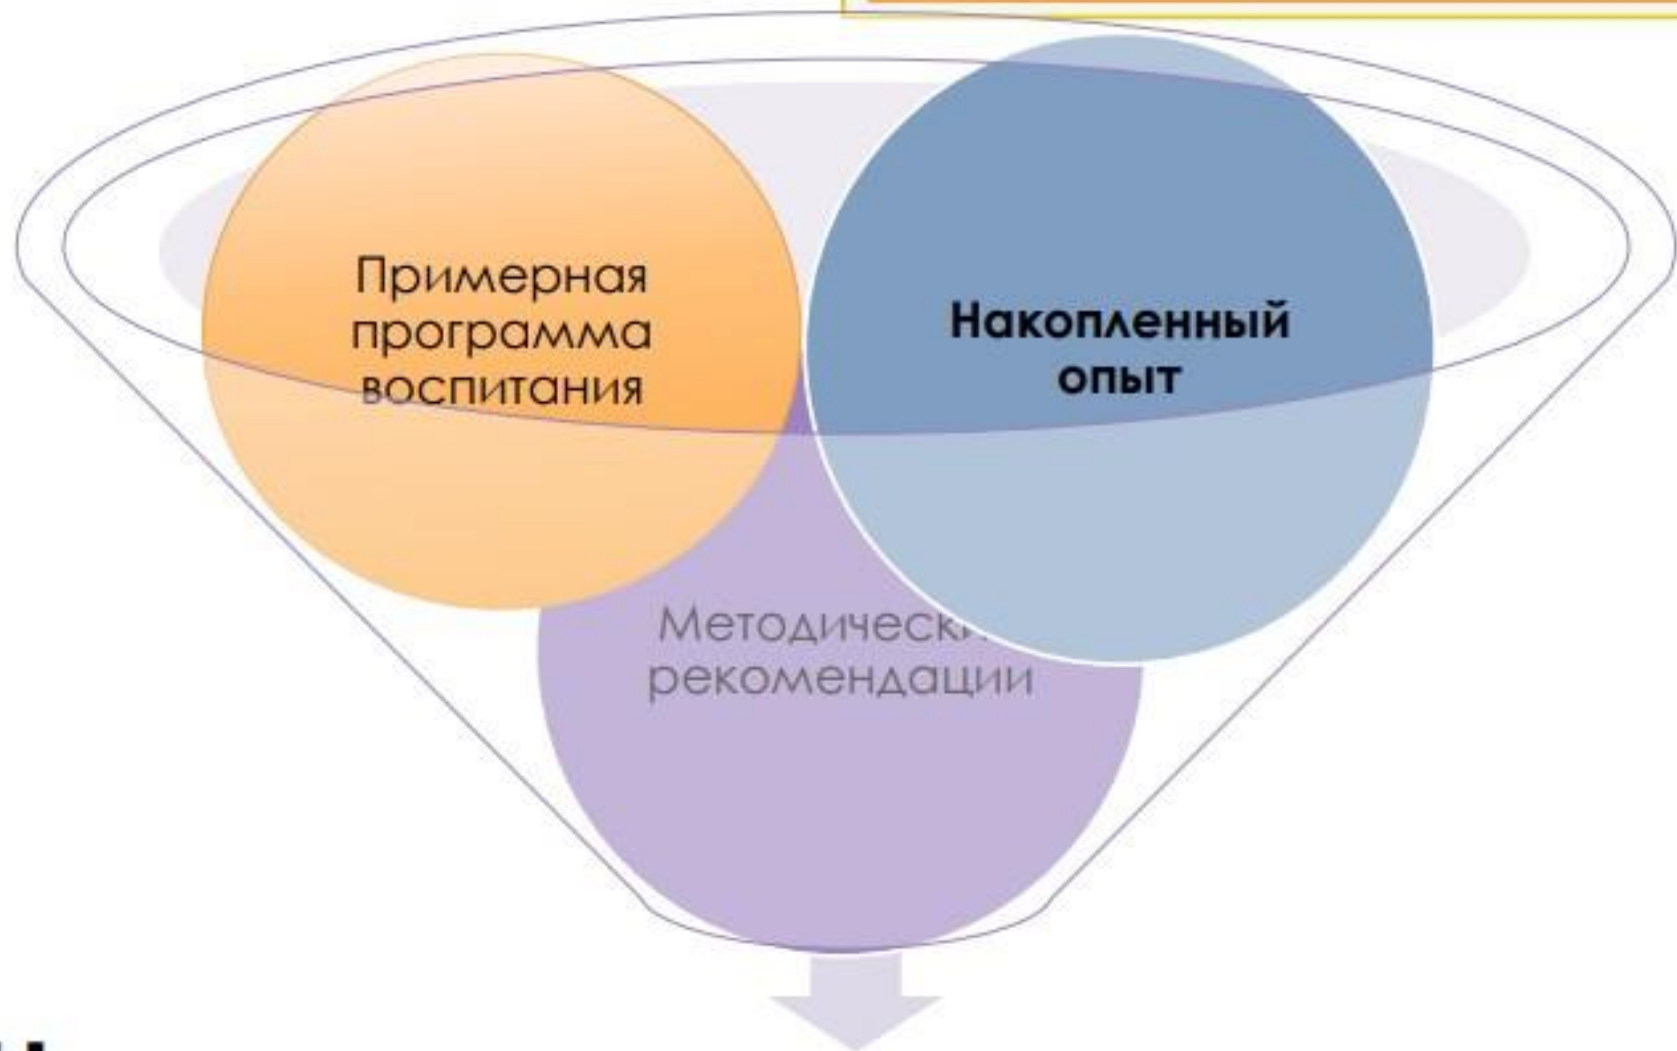 Примерная
программа
воспитания
Накопленный
опыт
рекомендации